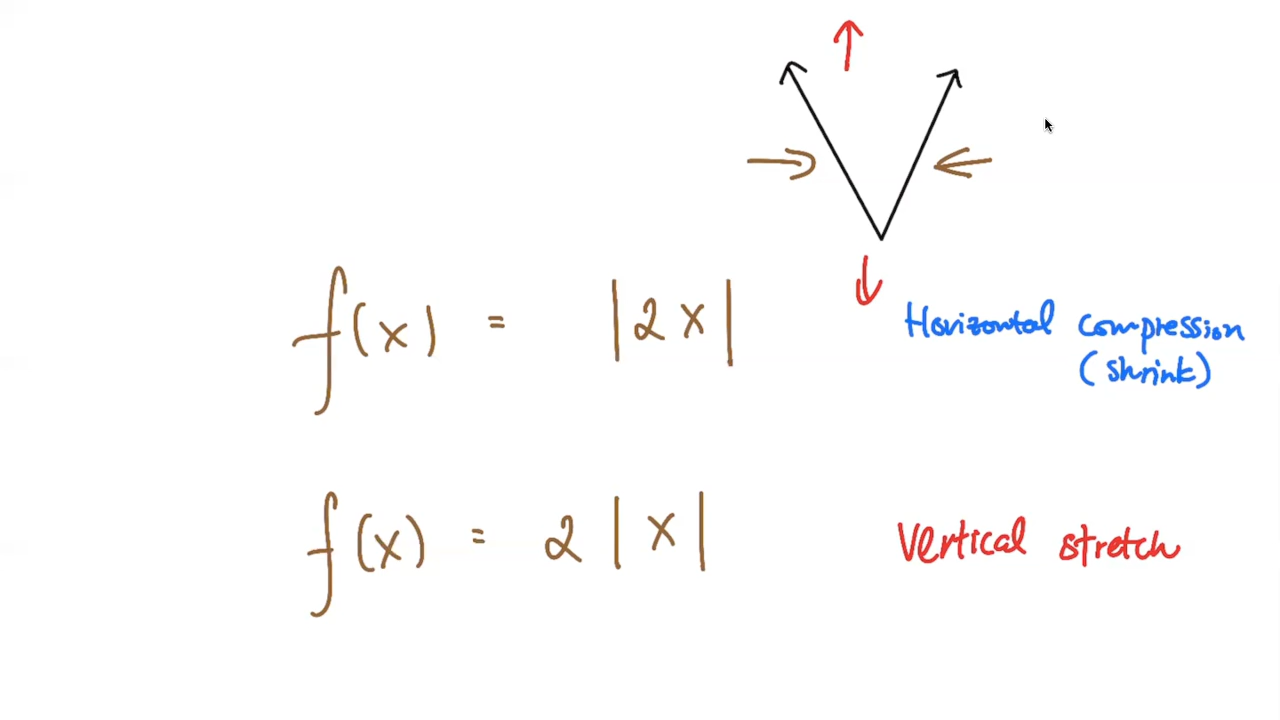 f(x) = |2x|
Horizontal compression
(shrink)
f(x) = 2|x|
Vertical stretch